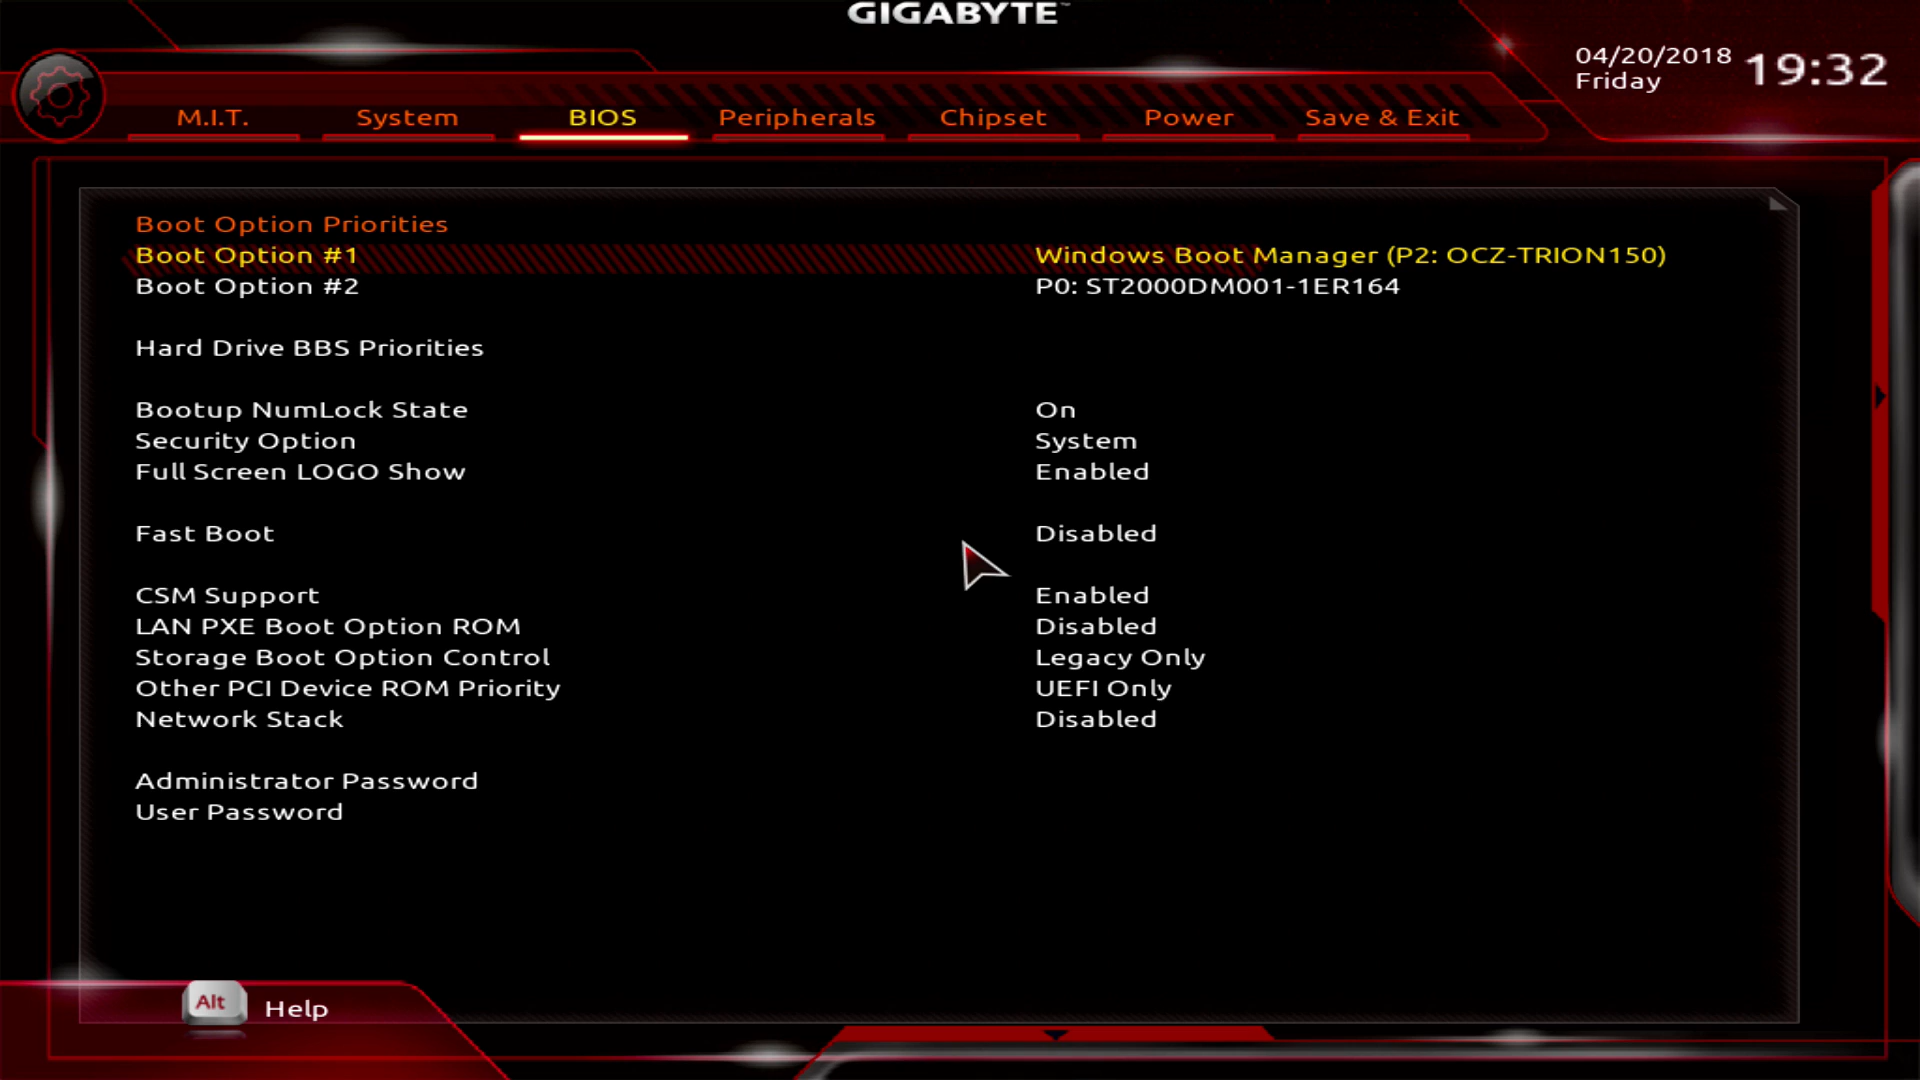 GIGABYTE™
04/20/2018
Friday
19:32
M.I.T. System BIOS Peripherals Chipset Power Save & Exit
Boot Option Priorities
Boot Option #1 Windows Boot Manager (P2: OCZ-TRION150)
Boot Option #2 P0: ST2000DM001-1ER164
Hard Drive BBS Priorities
Bootup NumLock State On
Security Option System
Full Screen LOGO Show Enabled
Fast Boot Disabled
CSM Support Enabled
LAN PXE Boot Option ROM Disabled
Storage Boot Option Control Legacy Only
Other PCI Device ROM Priority UEFI Only
Network Stack Disabled
Administrator Password
User Password
Alt Help